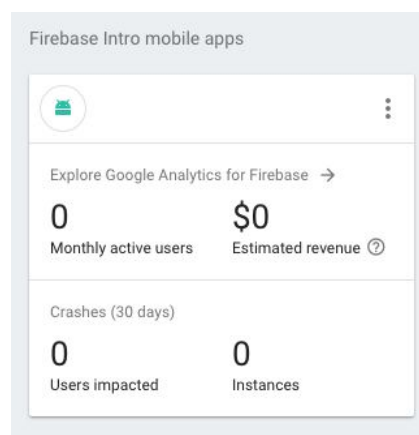 Firebase Intro mobile apps
Explore Google Analytics for Firebase →
0 $0
Monthly active users Estimated revenue ?
Crashes (30 days)
0 0
Users impacted Instances